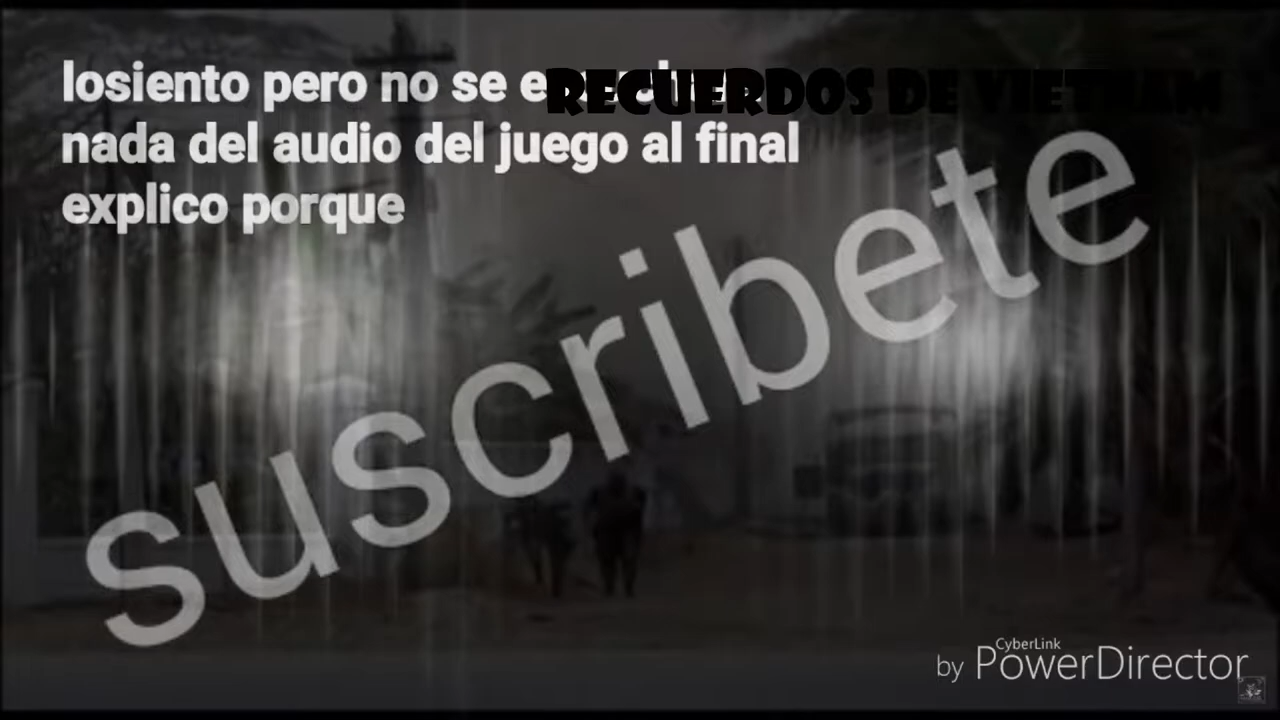 losiento pero no se
nada del audio del juego al final
explico porque
RECUERDOS DE VIETNAM
suscribete
by CyberLink PowerDirector